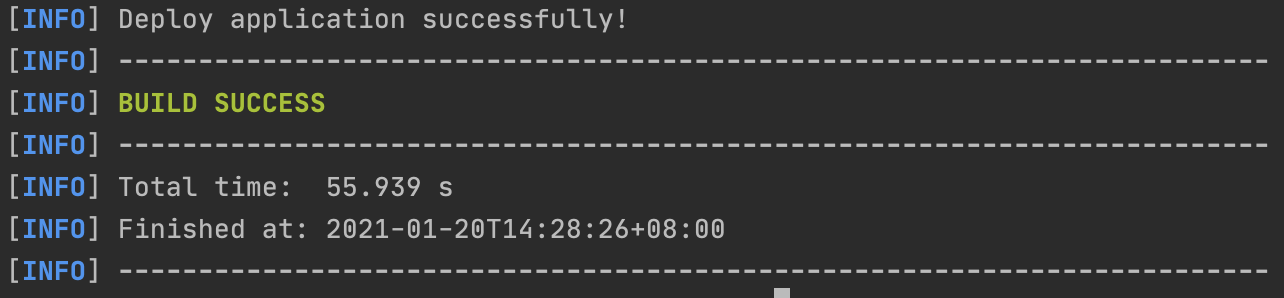 [INFO] Deploy application successfully!
[INFO] ------------------------------------------------------------------------
[INFO] BUILD SUCCESS
[INFO] ------------------------------------------------------------------------
[INFO] Total time:  55.939 s
[INFO] Finished at: 2021-01-20T14:28:26+08:00
[INFO] ------------------------------------------------------------------------